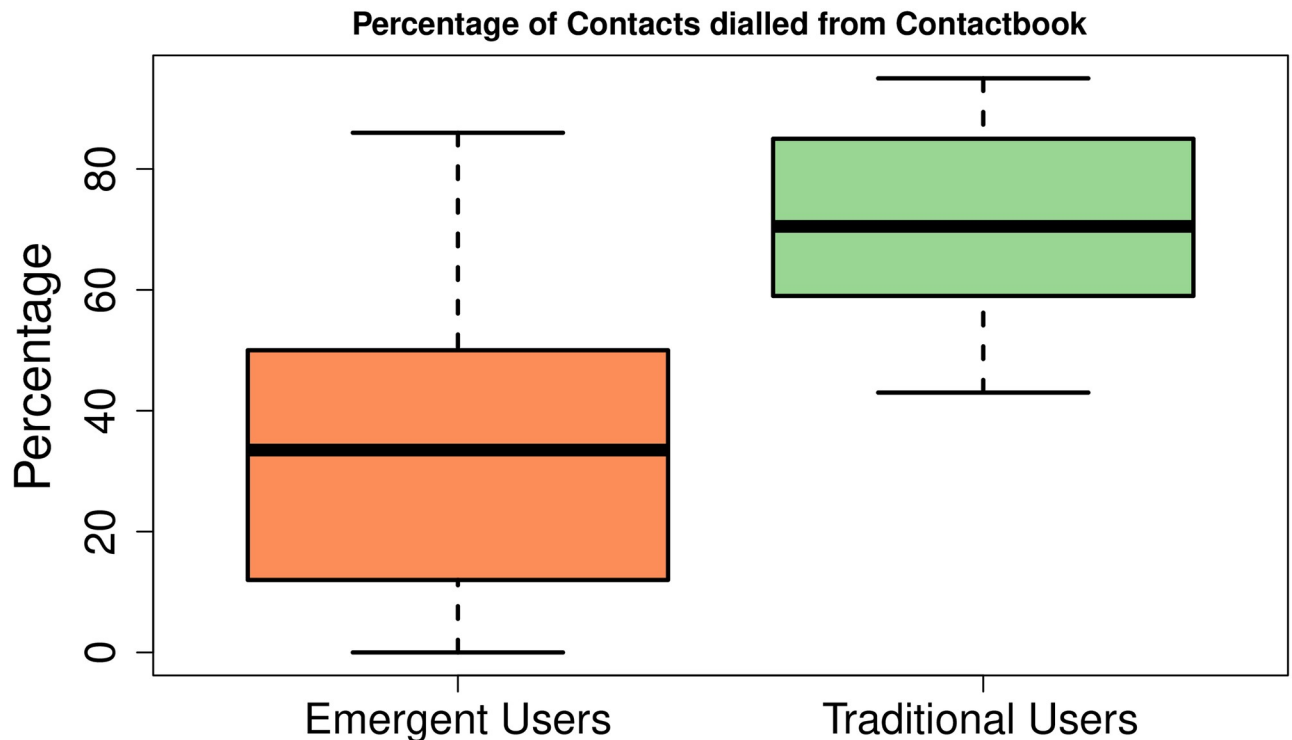 Percentage of Contacts dialled from Contactbook
Percentage
80
60
40
20
0
Emergent Users
Traditional Users